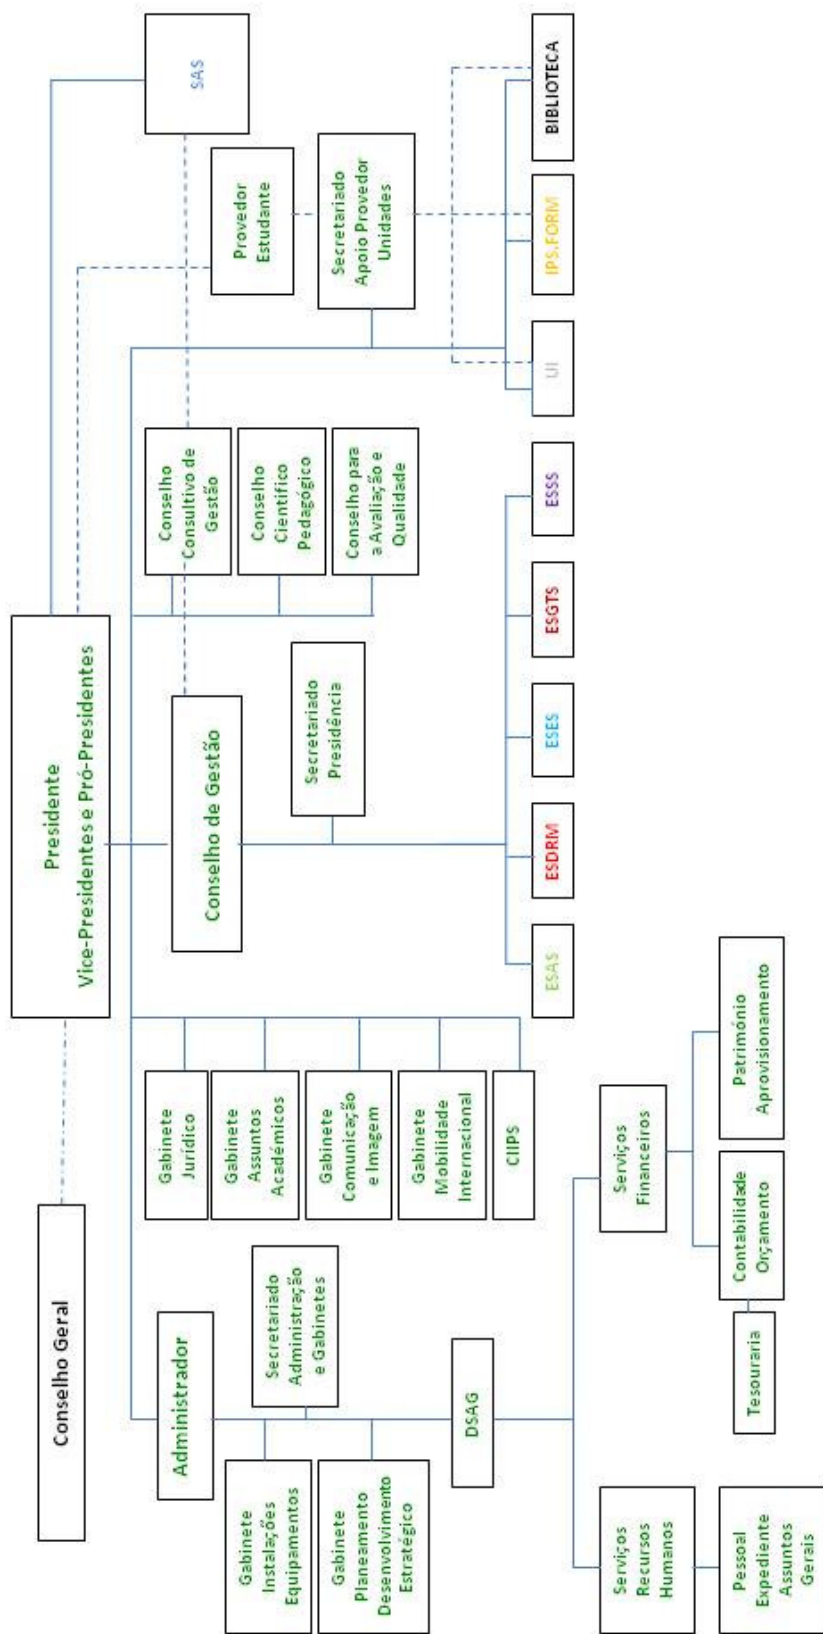 Conselho Geral
Presidente
Vice-Presidentes e Pró-Presidentes
SAS
Administrador
Gabinete
Jurídico
Conselho de Gestão
Conselho
Consultivo de
Gestão
Provedor
Estudante
Gabinete
Instalações
Equipamentos
Secretariado
Administração
e Gabinetes
Gabinete
Assuntos
Académicos
Secretariado
Presidência
Conselho
Científico
Pedagógico
Secretariado
Apoio Provedor
Unidades
Gabinete
Planeamento
Desenvolvimento
Estratégico
Gabinete
Comunicação
e Imagem
Conselho para
a Avaliação e
Qualidade
Gabinete
Mobilidade
Internacional
DSAG
CIIPS
ESAS
ESDRM
ESES
ESGTS
ESSS
UI
IPS.FORM
BIBLIOTECA
Serviços
Recursos
Humanos
Serviços
Financeiros
Pessoal
Expediente
Assuntos
Gerais
Tesouraria
Contabilidade
Orçamento
Património
Aprovisionamento